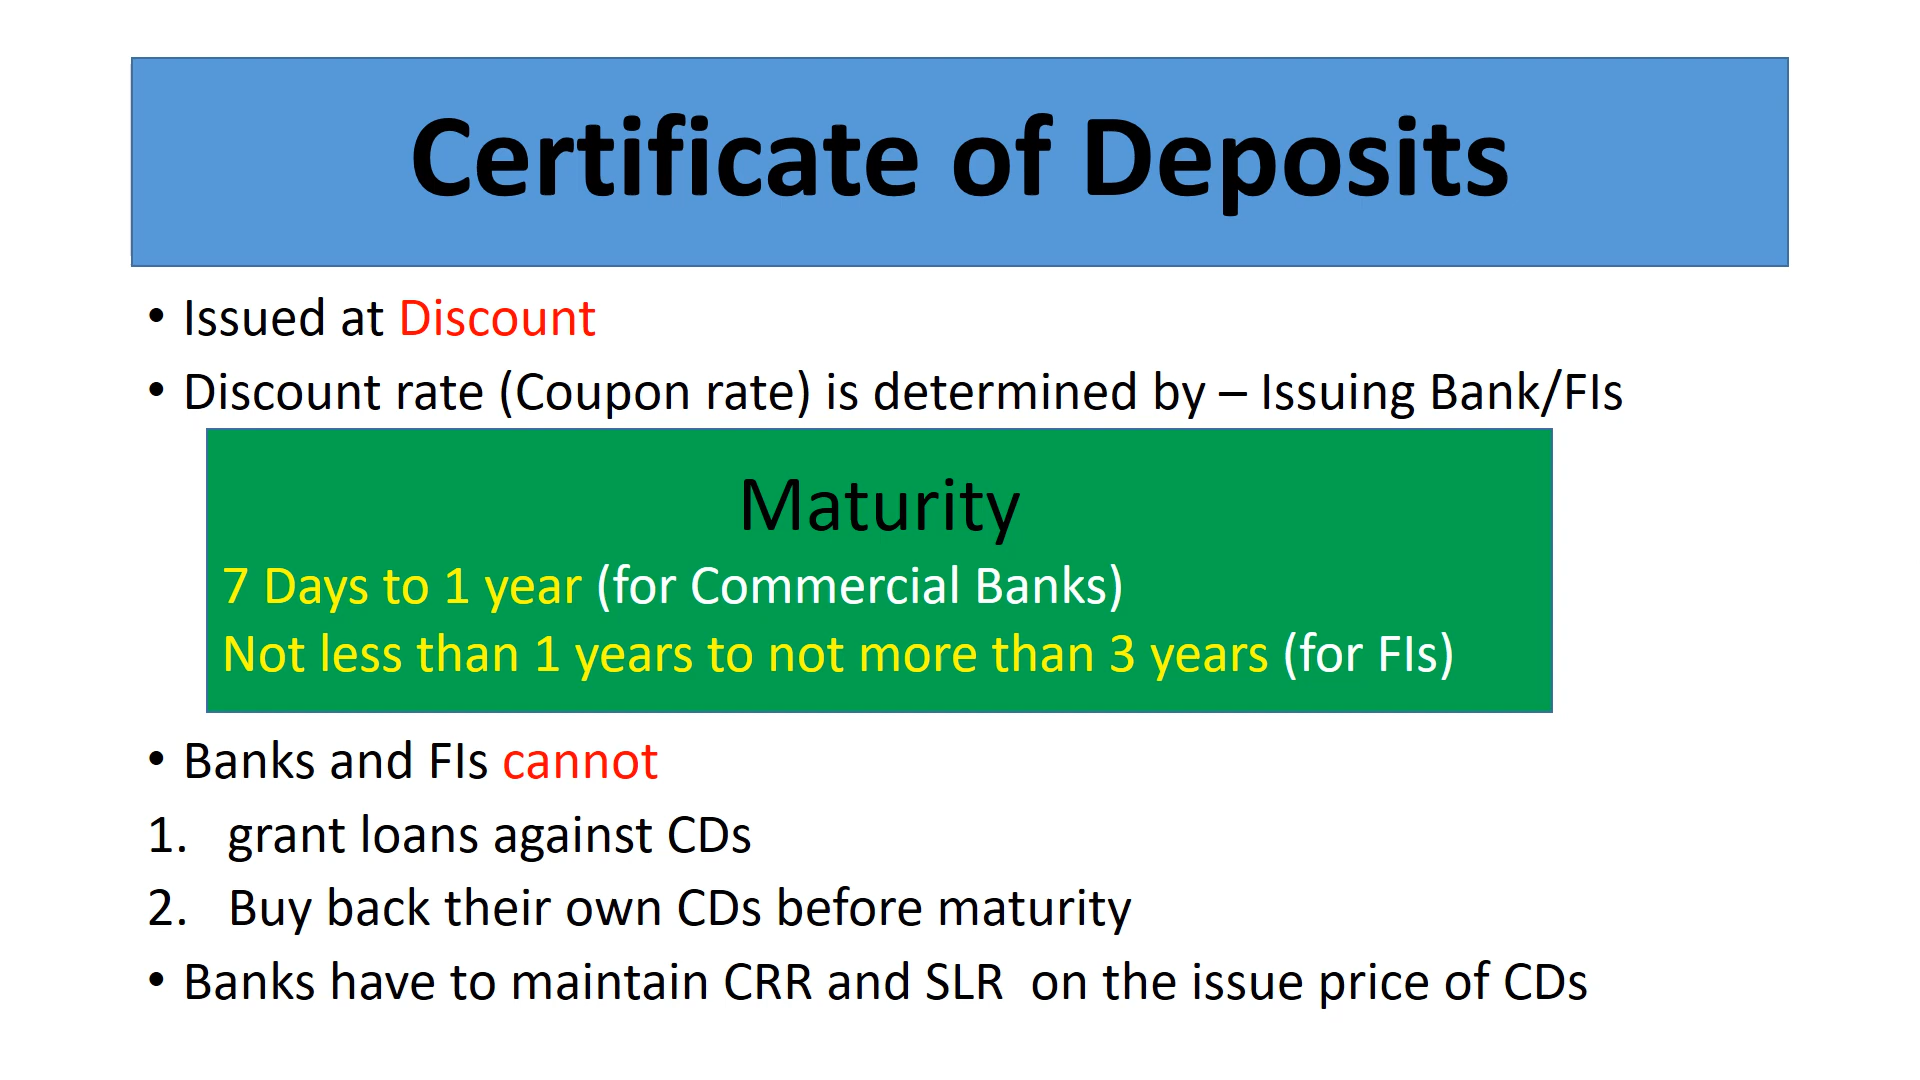 Certificate of Deposits
• Issued at Discount
• Discount rate (Coupon rate) is determined by – Issuing Bank/FIs
Maturity
7 Days to 1 year (for Commercial Banks)
Not less than 1 years to not more than 3 years (for FIs)
• Banks and FIs cannot
1. grant loans against CDs
2. Buy back their own CDs before maturity
• Banks have to maintain CRR and SLR on the issue price of CDs